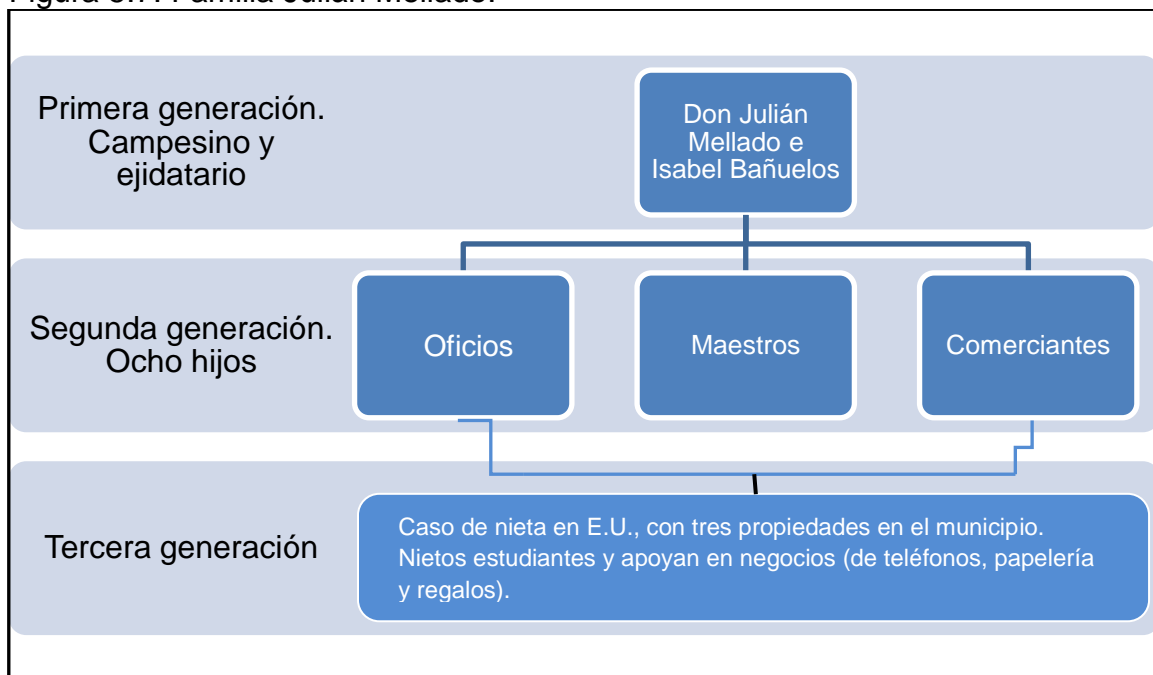 Primera generación.
Campesino y
ejidatario
Don Julián
Mellado e
Isabel Bañuelos
Segunda generación.
Ocho hijos
Oficios
Maestros
Comerciantes
Tercera generación
Caso de nieta en E.U., con tres propiedades en el municipio.
Nietos estudiantes y apoyan en negocios (de teléfonos, papelería
y regalos).